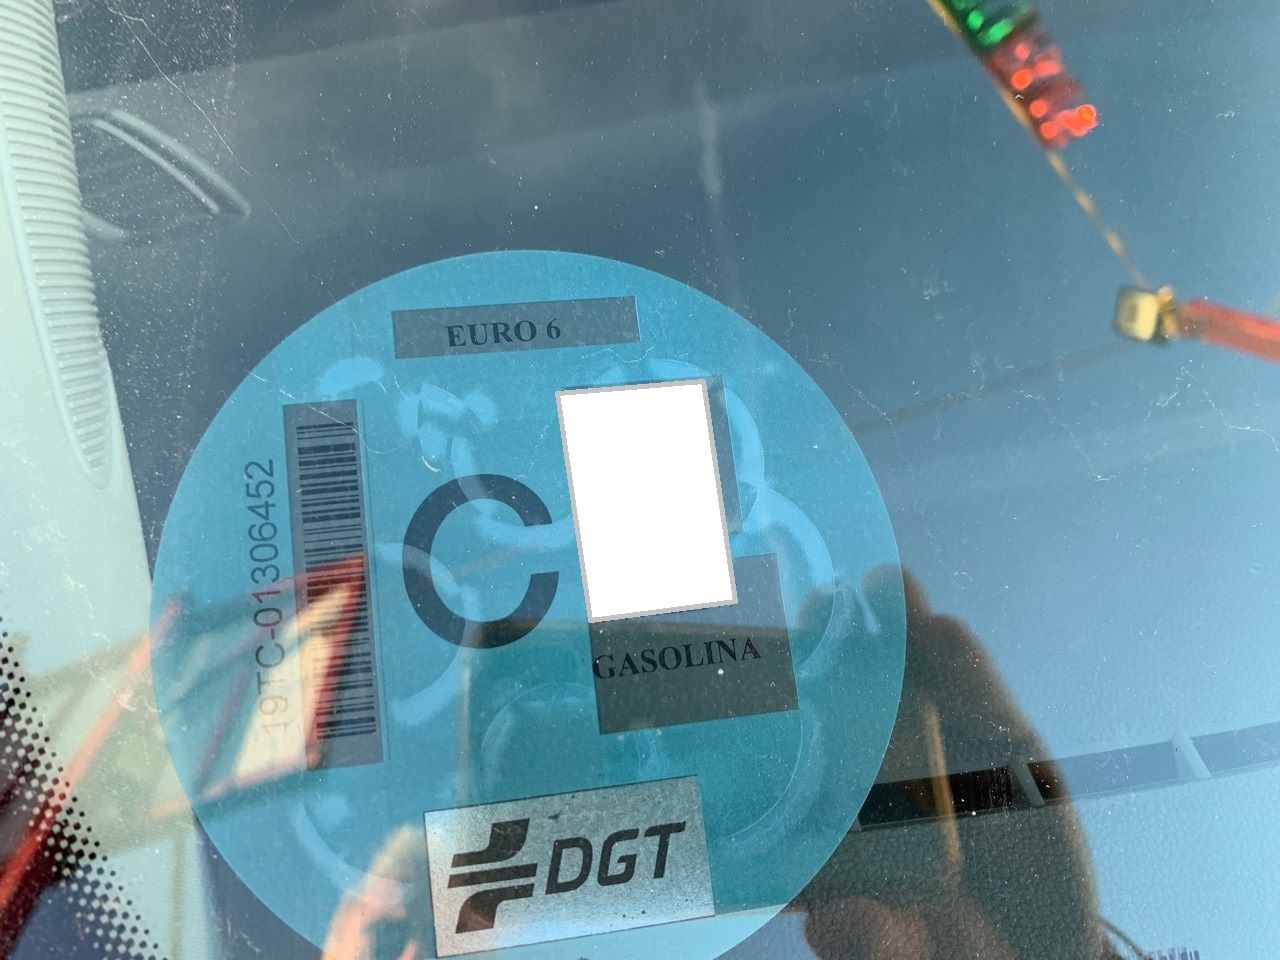 EURO 6
19TC-01306452
C
GASOLINA
DGT